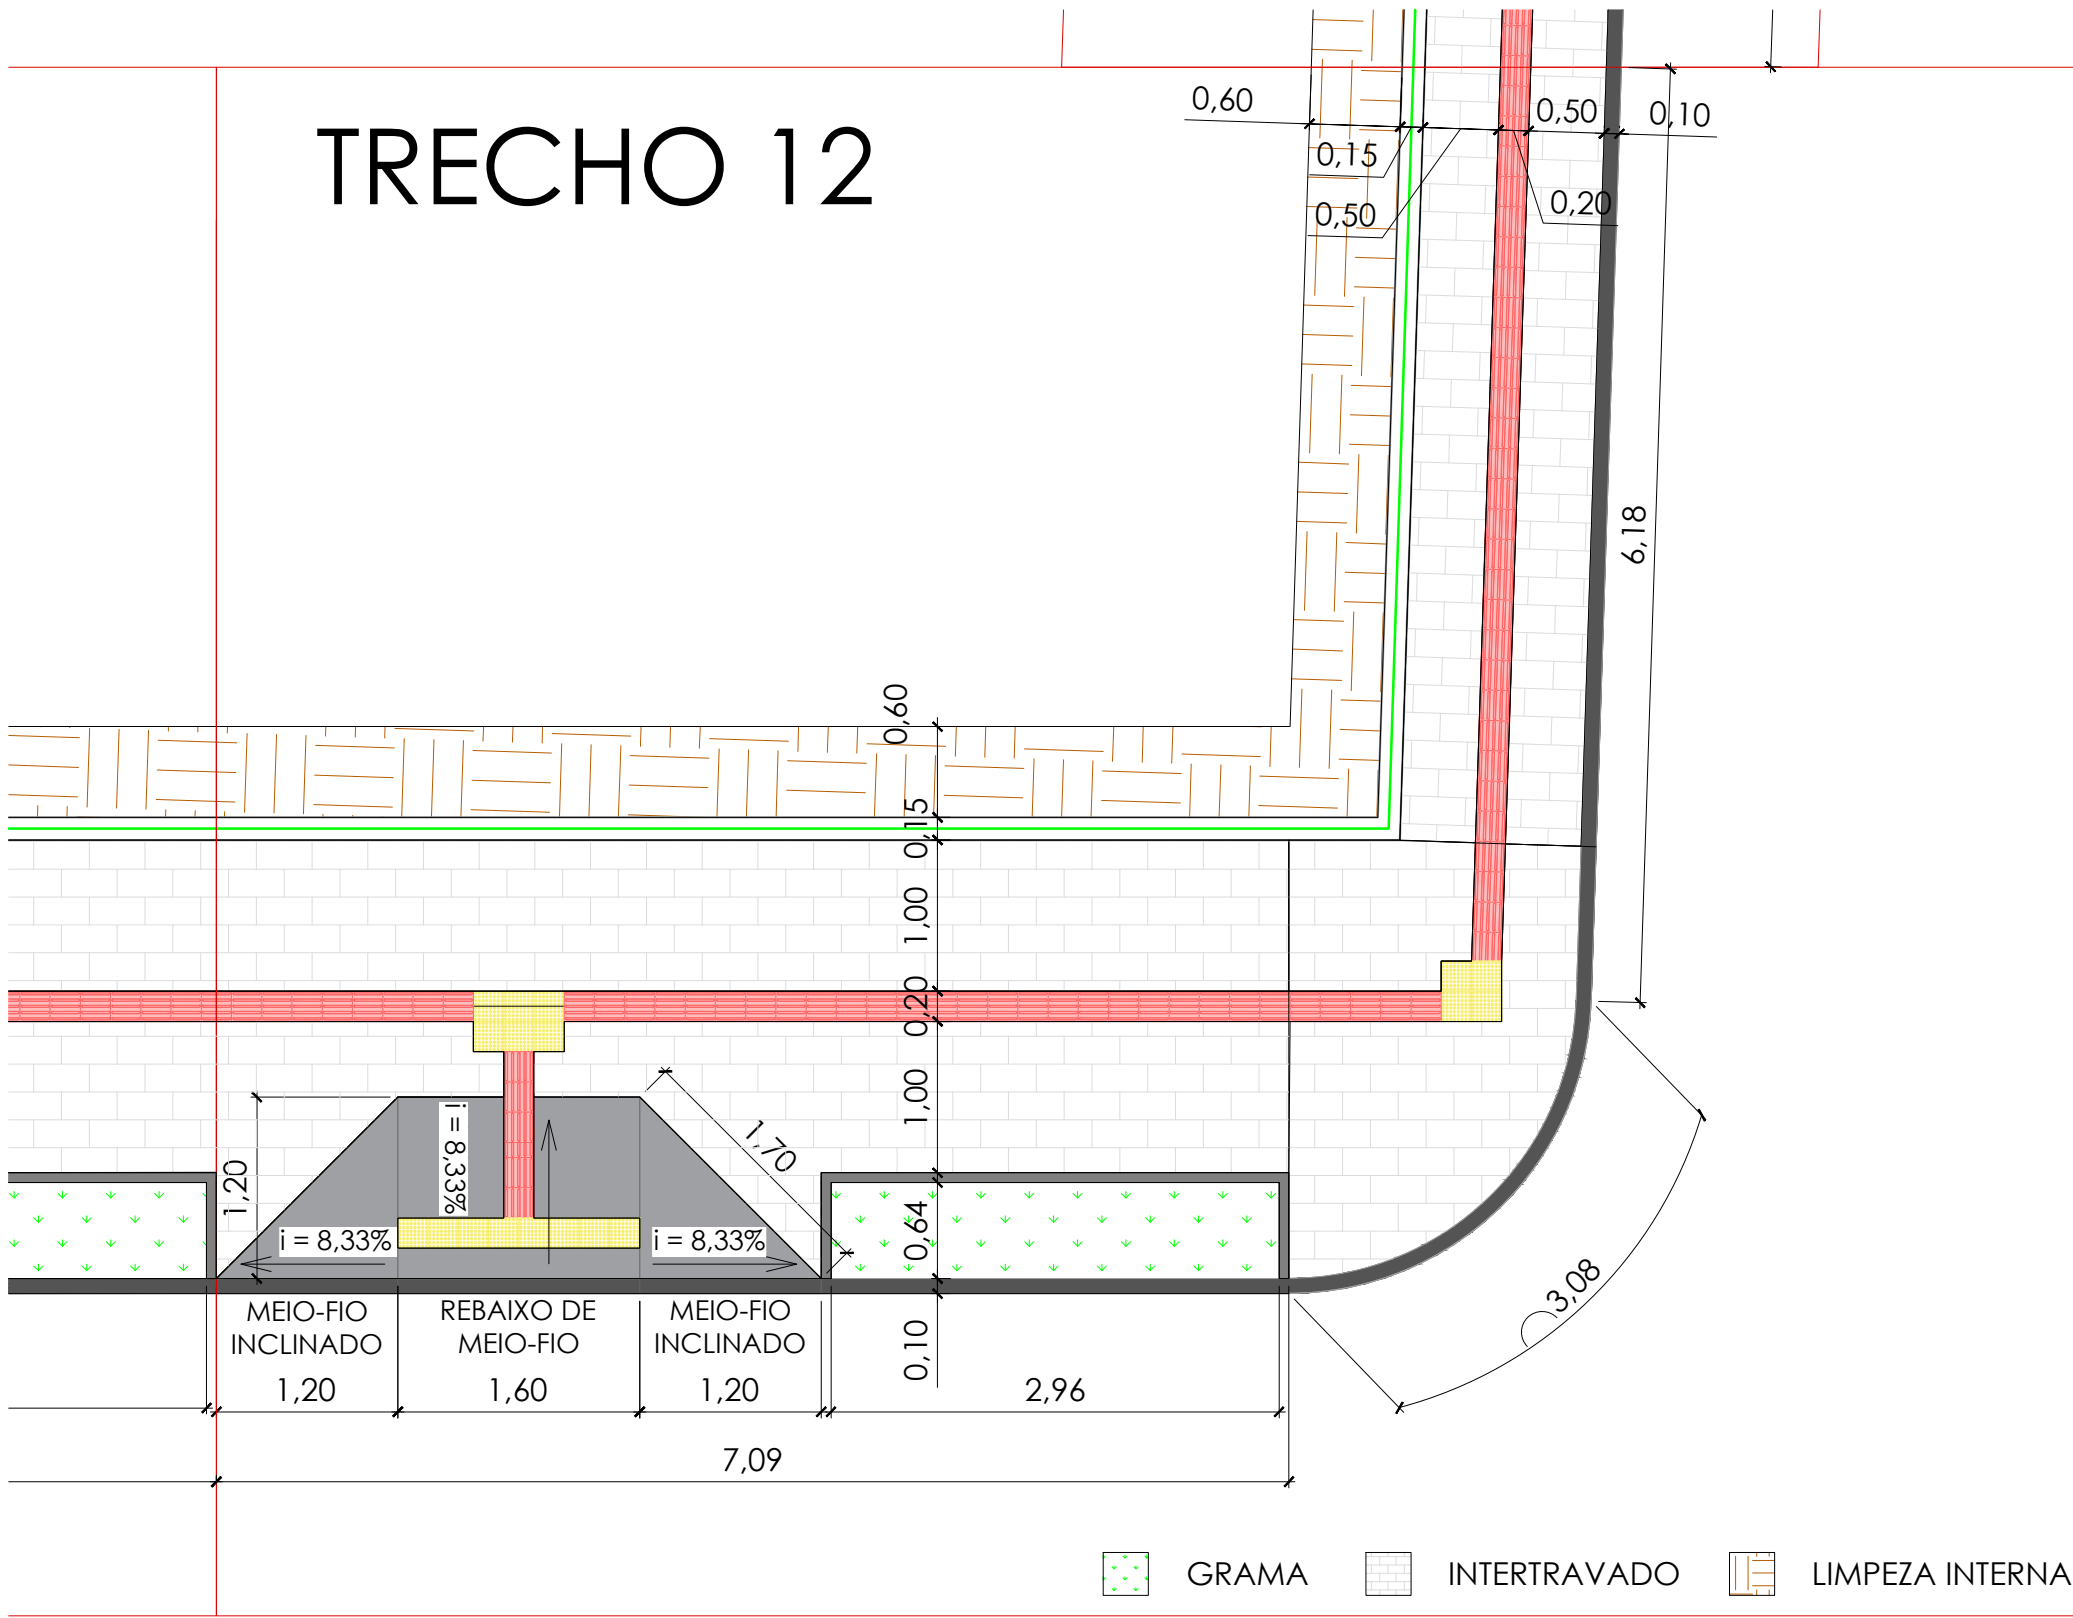 TRECHO 12
0,60
0,50
0,10
0,15
0,50
0,20
6,18
0,60
0,15
1,00
0,20
1,00
0,64
0,10
1,20
i = 8,33%
1,70
i = 8,33%
i = 8,33%
MEIO-FIO
INCLINADO
REBAIXO DE
MEIO-FIO
MEIO-FIO
INCLINADO
1,20
1,60
1,20
2,96
7,09
3,08
GRAMA
INTERTRAVADO
LIMPEZA INTERNA